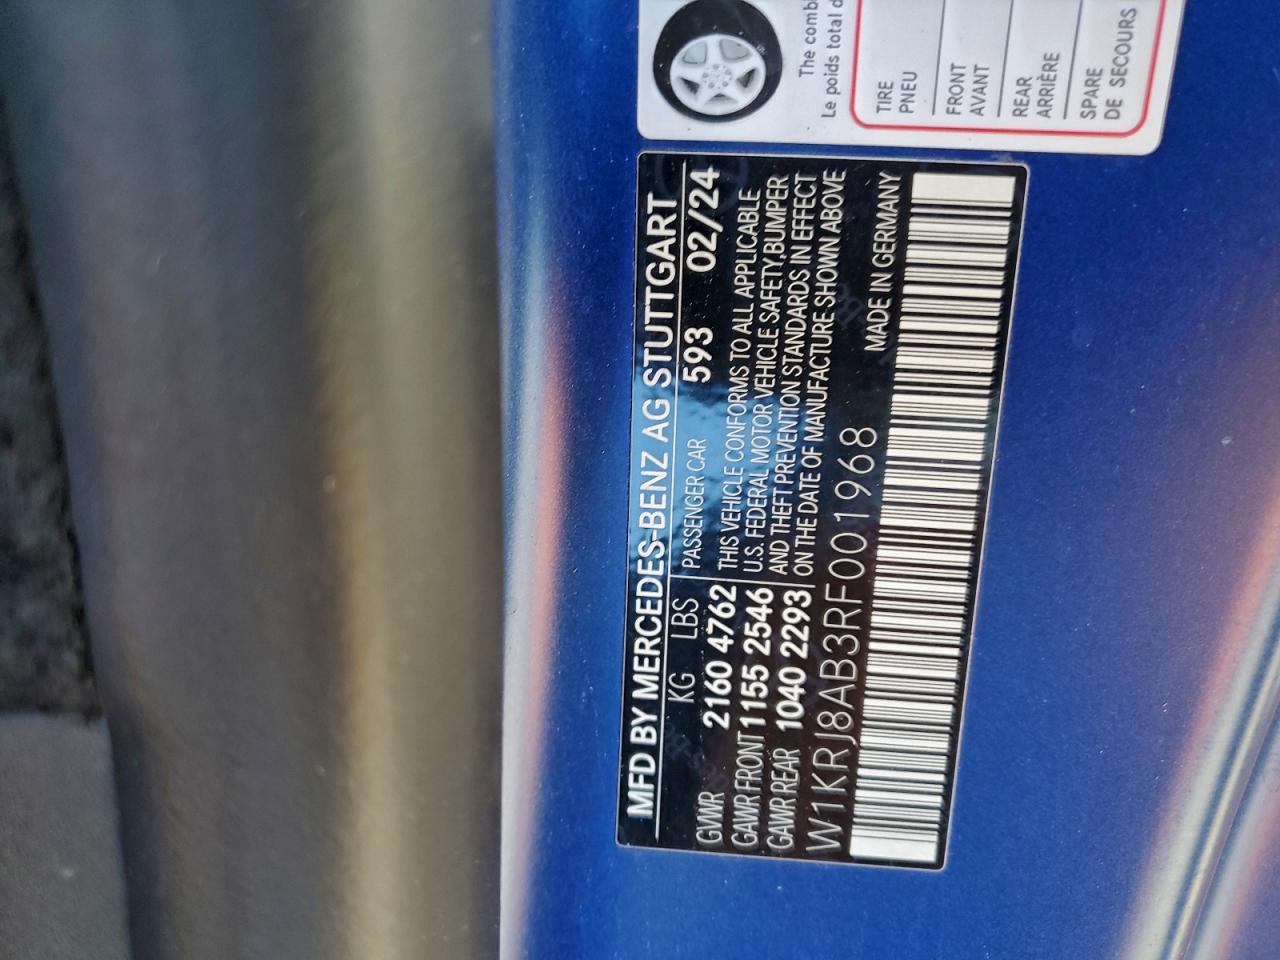 MFD BY MERCEDES-BENZ AG STUTTGART
KG LBS PASSENGER CAR 593 02/24
GVWR 2160 4762
GAWR FRONT 1155 2546
GAWR REAR 1040 2293
THIS VEHICLE CONFORMS TO ALL APPLICABLE
U.S. FEDERAL MOTOR VEHICLE SAFETY,BUMPER
AND THEFT PREVENTION STANDARDS IN EFFECT
ON THE DATE OF MANUFACTURE SHOWN ABOVE
W1KRJ8AB3RF001968 MADE IN GERMANY
The
Le poids total
TIRE
PNEU
FRONT
AVANT
REAR
ARRIÈRE
SPARE
DE SECOURS